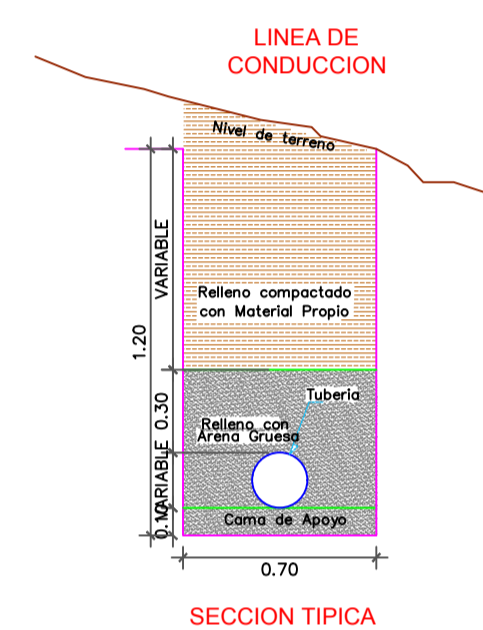 LINEA DE
CONDUCCION
Nivel de terreno
VARIABLE
Relleno compactado
con Material Propio
1.20
Tuberia
0.30
Relleno con
Arena Gruesa
VARIABLE
0.10
Cama de Apoyo
0.70
SECCION TIPICA